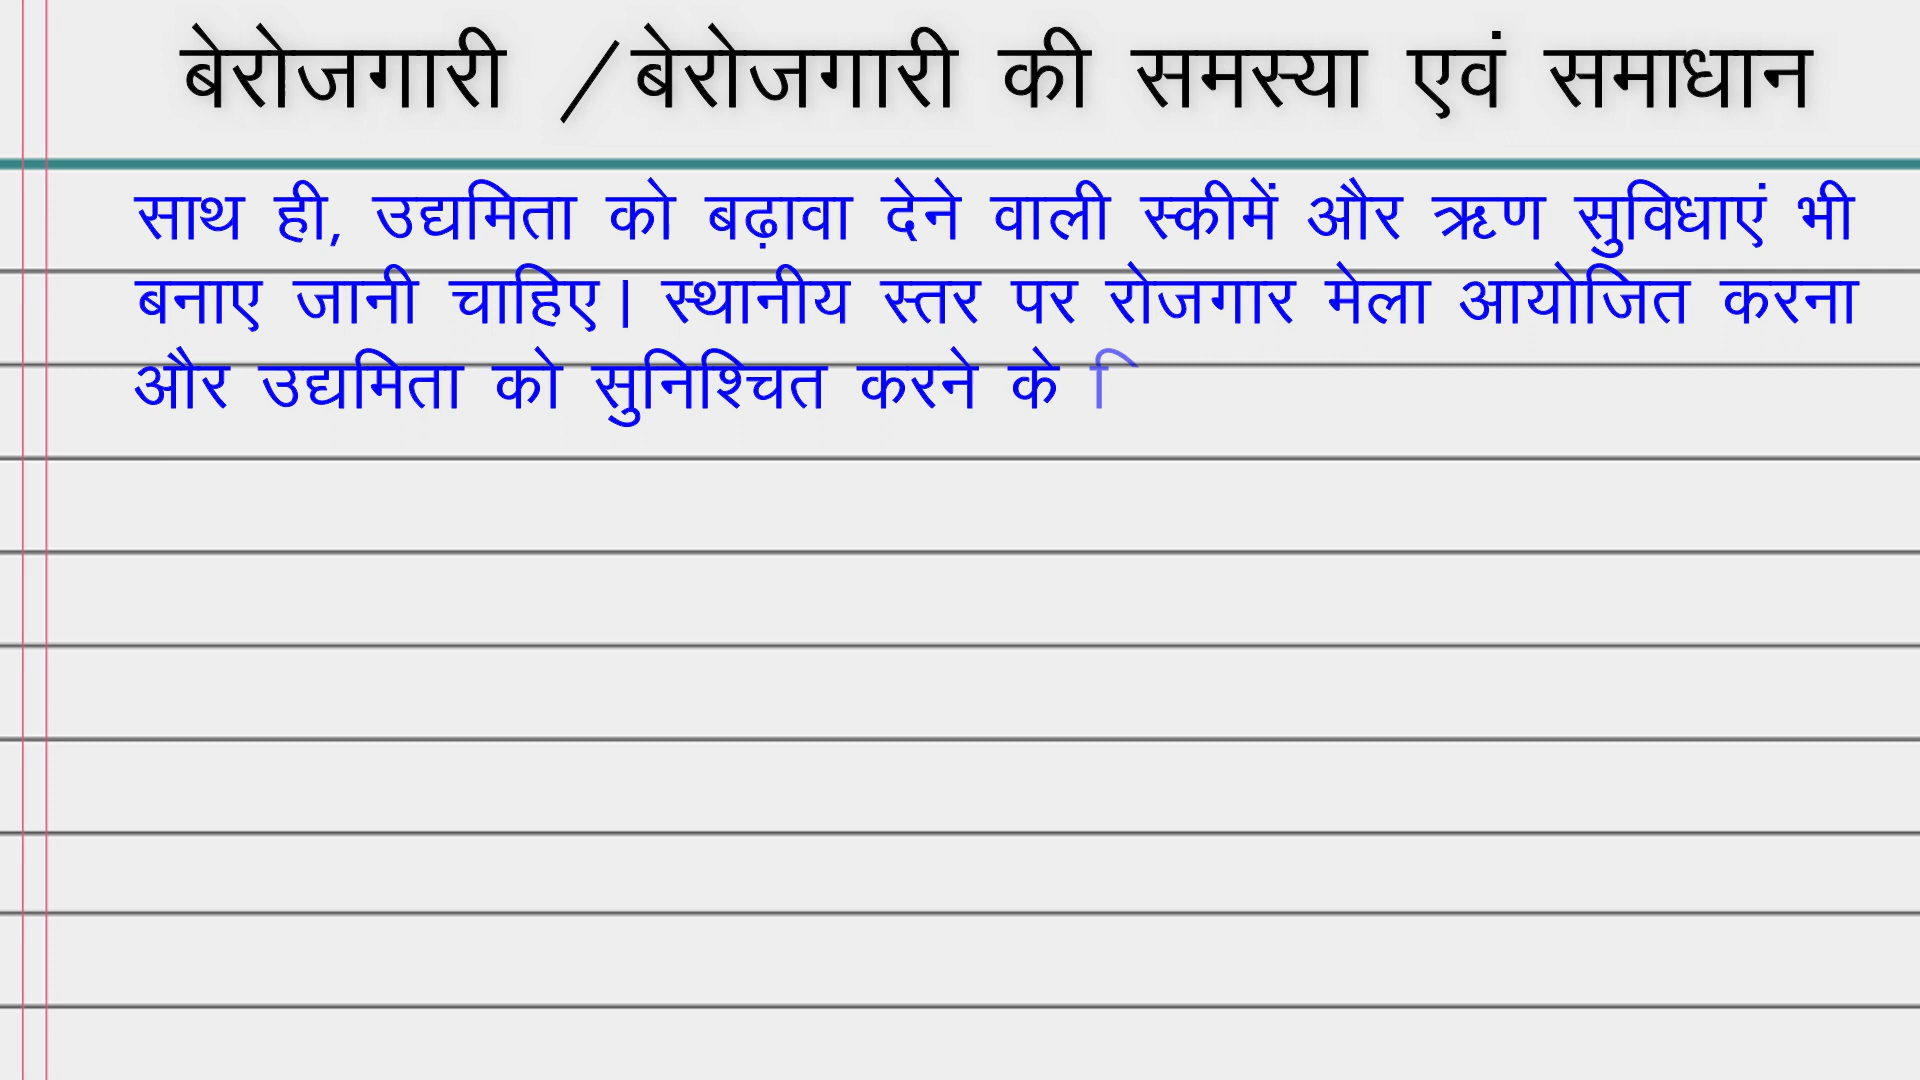 बेरोजगारी /बेरोजगारी की समस्या एवं समाधान
साथ ही, उद्यमिता को बढ़ावा देने वाली स्कीमें और ऋण सुविधाएं भी
बनाए जानी चाहिए। स्थानीय स्तर पर रोजगार मेला आयोजित करना
और उद्यमिता को सुनिश्चित करने के ि